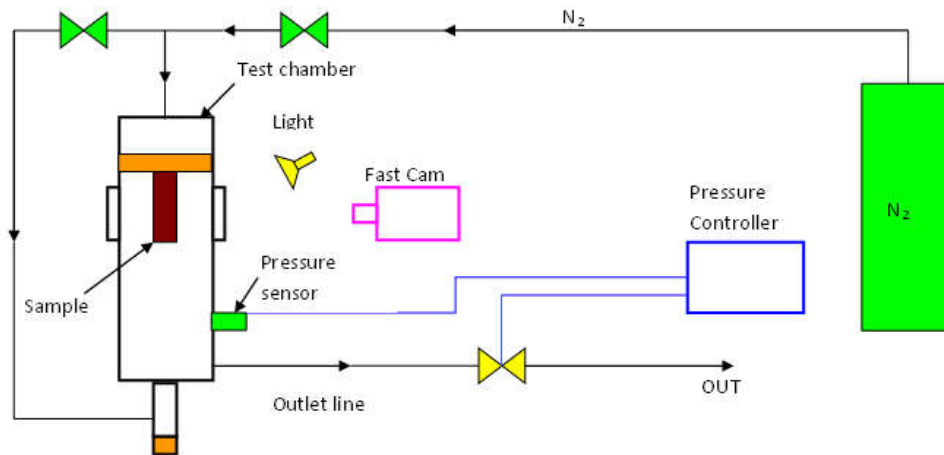 N₂
Test chamber
Light
Fast Cam
Pressure
Controller
N₂
Pressure
sensor
Sample
Outlet line
OUT